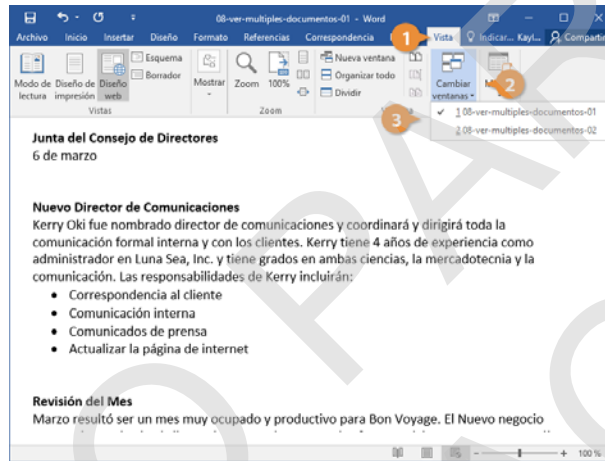 08-ver-multiples-documentos-01 - Word
Archivo Inicio Insertar Diseño Formato Referencias Correspondencia 1 Vista Indicar... Kayl... Compartir
Modo de lectura
Diseño de impresión
Diseño web
Esquema
Borrador
Vistas
Mostrar
Zoom
100%
Zoom
Nueva ventana
Organizar todo
Dividir
Cambiar ventanas
2
3
✓ 1 08-ver-multiples-documentos-01
2 08-ver-multiples-documentos-02
Junta del Consejo de Directores
6 de marzo
Nuevo Director de Comunicaciones
Kerry Oki fue nombrado director de comunicaciones y coordinará y dirigirá toda la
comunicación formal interna y con los clientes. Kerry tiene 4 años de experiencia como
administrador en Luna Sea, Inc. y tiene grados en ambas ciencias, la mercadotecnia y la
comunicación. Las responsabilidades de Kerry incluirán:
• Correspondencia al cliente
• Comunicación interna
• Comunicados de prensa
• Actualizar la página de internet
Revisión del Mes
Marzo resultó ser un mes muy ocupado y productivo para Bon Voyage. El Nuevo negocio
100 %